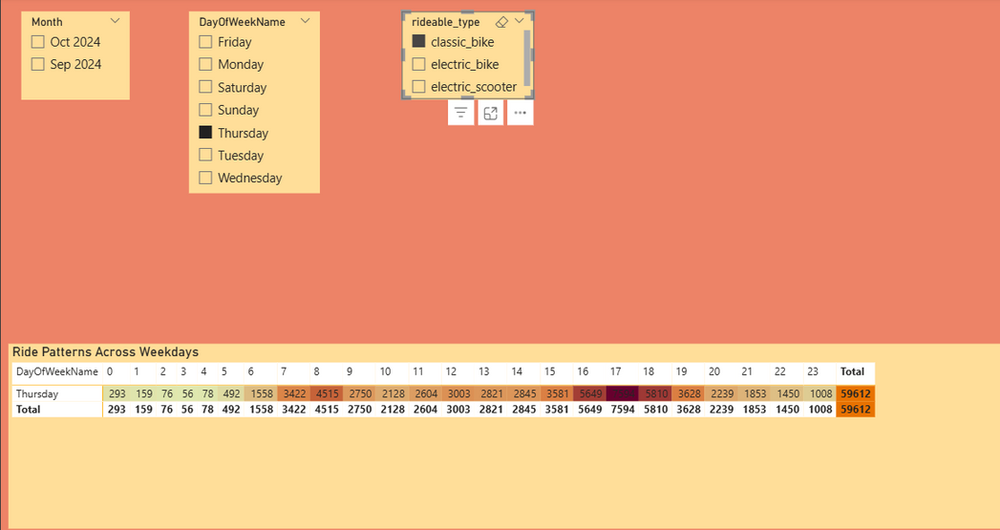 Month
Oct 2024
Sep 2024
DayOfWeekName
Friday
Monday
Saturday
Sunday
Thursday
Tuesday
Wednesday
rideable_type
classic_bike
electric_bike
electric_scooter
Ride Patterns Across Weekdays
DayOfWeekName 0 1 2 3 4 5 6 7 8 9 10 11 12 13 14 15 16 17 18 19 20 21 22 23 Total
Thursday 293 159 76 56 78 492 1558 3422 4515 2750 2128 2604 3003 2821 2845 3581 5649 5810 3628 2239 1853 1450 1008 59612
Total 293 159 76 56 78 492 1558 3422 4515 2750 2128 2604 3003 2821 2845 3581 5649 7594 5810 3628 2239 1853 1450 1008 59612